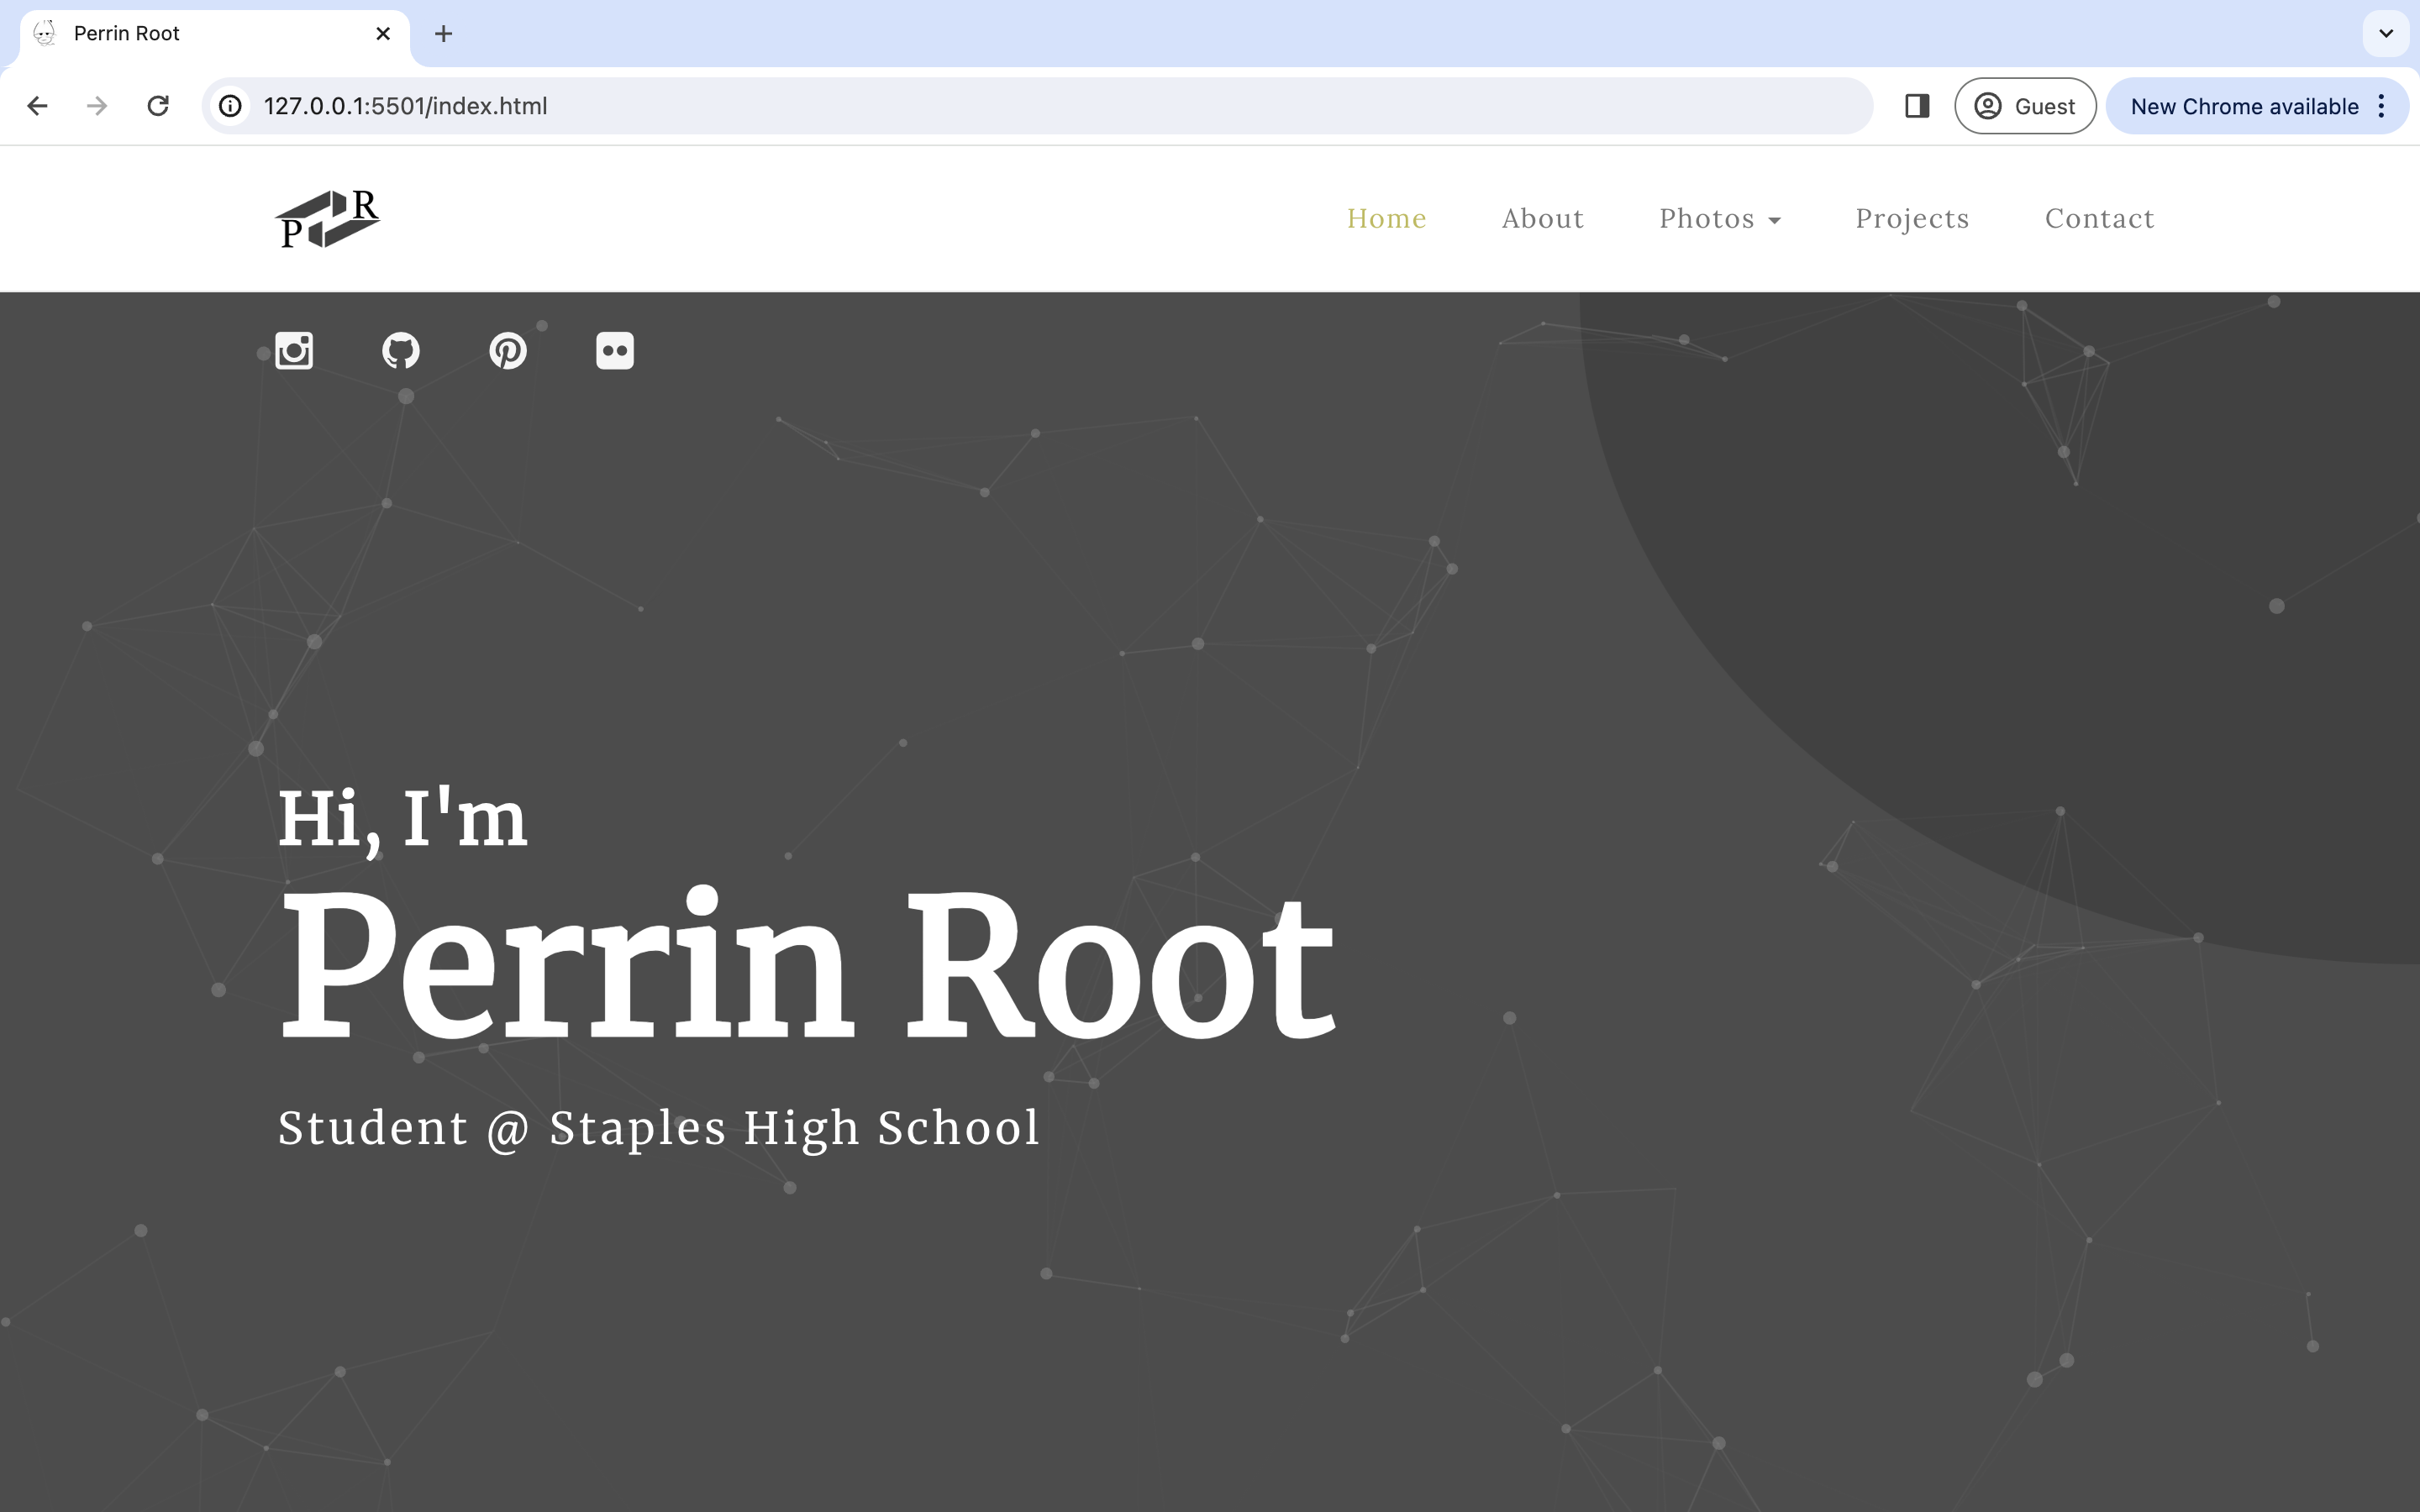 Perrin Root
127.0.0.1:5501/index.html
Guest
New Chrome available
P R
Home About Photos Projects Contact
Hi, I'm
Perrin Root
Student @ Staples High School